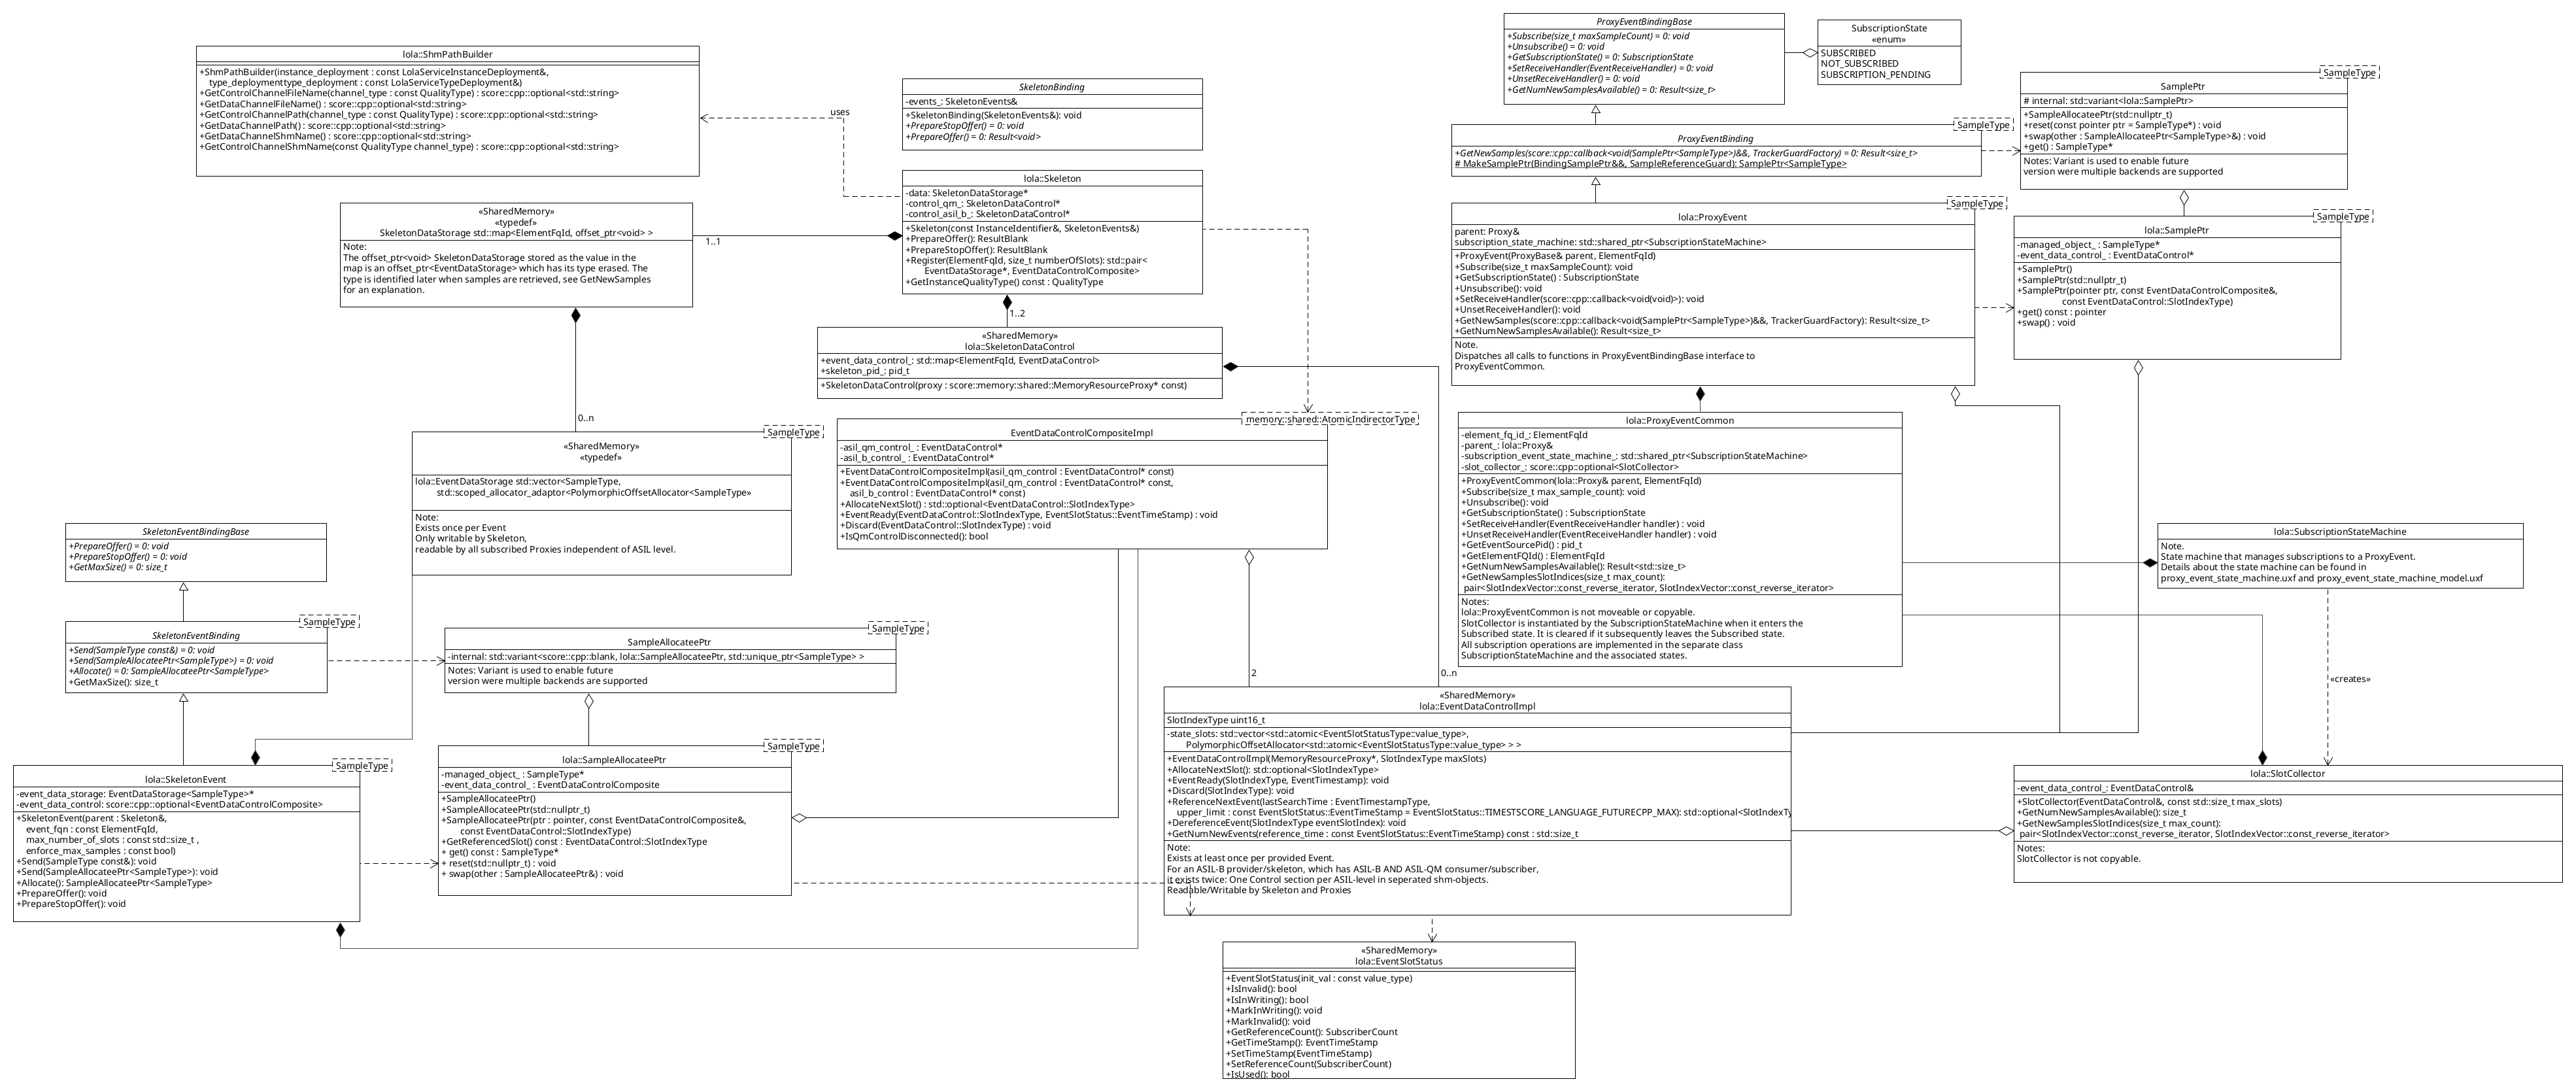 lola::ShmPathBuilder
+ShmPathBuilder(instance_deployment : const LolaServiceInstanceDeployment&,
type_deploymenttype_deployment : const LolaServiceTypeDeployment&)
+GetControlChannelFileName(channel_type : const QualityType) : score::cpp::optional<std::string>
+GetDataChannelFileName() : score::cpp::optional<std::string>
+GetControlChannelPath(channel_type : const QualityType) : score::cpp::optional<std::string>
+GetDataChannelPath() : score::cpp::optional<std::string>
+GetDataChannelShmName() : score::cpp::optional<std::string>
+GetControlChannelShmName(const QualityType channel_type) : score::cpp::optional<std::string>
uses
SkeletonBinding
-events_: SkeletonEvents&
+SkeletonBinding(SkeletonEvents&): void
+PrepareStopOffer() = 0: void
+PrepareOffer() = 0: Result<void>
ProxyEventBindingBase
+Subscribe(size_t maxSampleCount) = 0: void
+Unsubscribe() = 0: void
+GetSubscriptionState() = 0: SubscriptionState
+SetReceiveHandler(EventReceiveHandler) = 0: void
+UnsetReceiveHandler() = 0: void
+GetNumNewSamplesAvailable() = 0: Result<size_t>
SubscriptionState
«enum»
SUBSCRIBED
NOT_SUBSCRIBED
SUBSCRIPTION_PENDING
SampleType
SamplePtr
# internal: std::variant<lola::SamplePtr>
+SampleAllocateePtr(std::nullptr_t)
+reset(const pointer ptr = SampleType*) : void
+swap(other : SampleAllocateePtr<SampleType>&) : void
+get() : SampleType*
Notes: Variant is used to enable future
version were multiple backends are supported
SampleType
ProxyEventBinding
+GetNewSamples(score::cpp::callback<void(SamplePtr<SampleType>)&&, TrackerGuardFactory) = 0: Result<size_t>
# MakeSamplePtr(BindingSamplePtr&&, SampleReferenceGuard): SamplePtr<SampleType>
lola::Skeleton
-data: SkeletonDataStorage*
-control_qm_: SkeletonDataControl*
-control_asil_b_: SkeletonDataControl*
+Skeleton(const InstanceIdentifier&, SkeletonEvents&)
+PrepareOffer(): ResultBlank
+PrepareStopOffer(): ResultBlank
+Register(ElementFqId, size_t numberOfSlots): std::pair<
EventDataStorage*, EventDataControlComposite>
+GetInstanceQualityType() const : QualityType
1..1
1..2
«SharedMemory»
«typedef»
SkeletonDataStorage std::map<ElementFqId, offset_ptr<void> >
Note:
The offset_ptr<void> SkeletonDataStorage stored as the value in the
map is an offset_ptr<EventDataStorage> which has its type erased. The
type is identified later when samples are retrieved, see GetNewSamples
for an explanation.
0..n
SampleType
lola::ProxyEvent
parent: Proxy&
subscription_state_machine: std::shared_ptr<SubscriptionStateMachine>
+ProxyEvent(ProxyBase& parent, ElementFqId)
+Subscribe(size_t maxSampleCount): void
+GetSubscriptionState() : SubscriptionState
+Unsubscribe(): void
+SetReceiveHandler(score::cpp::callback<void(void)>): void
+UnsetReceiveHandler(): void
+GetNewSamples(score::cpp::callback<void(SamplePtr<SampleType>)&&, TrackerGuardFactory): Result<size_t>
+GetNumNewSamplesAvailable(): Result<size_t>
Note.
Dispatches all calls to functions in ProxyEventBindingBase interface to
ProxyEventCommon.
SampleType
lola::SamplePtr
-managed_object_ : SampleType*
-event_data_control_ : EventDataControl*
+SamplePtr()
+SamplePtr(std::nullptr_t)
+SamplePtr(pointer ptr, const EventDataControlComposite&,
const EventDataControl::SlotIndexType)
+get() const : pointer
+swap() : void
«SharedMemory»
lola::SkeletonDataControl
+event_data_control_: std::map<ElementFqId, EventDataControl>
+skeleton_pid_: pid_t
+SkeletonDataControl(proxy : score::memory::shared::MemoryResourceProxy* const)
memory::shared::AtomicIndirectorType
EventDataControlCompositeImpl
-asil_qm_control_ : EventDataControl*
-asil_b_control_ : EventDataControl*
+EventDataControlCompositeImpl(asil_qm_control : EventDataControl* const)
+EventDataControlCompositeImpl(asil_qm_control : EventDataControl* const,
asil_b_control : EventDataControl* const)
+AllocateNextSlot() : std::optional<EventDataControl::SlotIndexType>
+EventReady(EventDataControl::SlotIndexType, EventSlotStatus::EventTimeStamp) : void
+Discard(EventDataControl::SlotIndexType) : void
+IsQmControlDisconnected(): bool
2
0..n
SampleType
«SharedMemory»
«typedef»
lola::EventDataStorage std::vector<SampleType,
std::scoped_allocator_adaptor<PolymorphicOffsetAllocator<SampleType»
Note:
Exists once per Event
Only writable by Skeleton,
readable by all subscribed Proxies independent of ASIL level.
lola::ProxyEventCommon
-element_fq_id_: ElementFqId
-parent_: lola::Proxy&
-subscription_event_state_machine_: std::shared_ptr<SubscriptionStateMachine>
-slot_collector_: score::cpp::optional<SlotCollector>
+ProxyEventCommon(lola::Proxy& parent, ElementFqId)
+Subscribe(size_t max_sample_count): void
+Unsubscribe(): void
+GetSubscriptionState() : SubscriptionState
+SetReceiveHandler(EventReceiveHandler handler) : void
+UnsetReceiveHandler(EventReceiveHandler handler) : void
+GetEventSourcePid() : pid_t
+GetElementFQId() : ElementFqId
+GetNumNewSamplesAvailable(): Result<std::size_t>
+GetNewSamplesSlotIndices(size_t max_count):
pair<SlotIndexVector::const_reverse_iterator, SlotIndexVector::const_reverse_iterator>
Notes:
lola::ProxyEventCommon is not moveable or copyable.
SlotCollector is instantiated by the SubscriptionStateMachine when it enters the
Subscribed state. It is cleared if it subsequently leaves the Subscribed state.
All subscription operations are implemented in the separate class
SubscriptionStateMachine and the associated states.
lola::SubscriptionStateMachine
Note.
State machine that manages subscriptions to a ProxyEvent.
Details about the state machine can be found in
proxy_event_state_machine.uxf and proxy_event_state_machine_model.uxf
«creates»
SkeletonEventBindingBase
+PrepareOffer() = 0: void
+PrepareStopOffer() = 0: void
+GetMaxSize() = 0: size_t
SampleType
SkeletonEventBinding
+Send(SampleType const&) = 0: void
+Send(SampleAllocateePtr<SampleType>) = 0: void
+Allocate() = 0: SampleAllocateePtr<SampleType>
+GetMaxSize(): size_t
SampleType
SampleAllocateePtr
-internal: std::variant<score::cpp::blank, lola::SampleAllocateePtr, std::unique_ptr<SampleType> >
Notes: Variant is used to enable future
version were multiple backends are supported
SampleType
lola::SkeletonEvent
-event_data_storage: EventDataStorage<SampleType>*
-event_data_control: score::cpp::optional<EventDataControlComposite>
+SkeletonEvent(parent : Skeleton&,
event_fqn : const ElementFqId,
max_number_of_slots : const std::size_t ,
enforce_max_samples : const bool)
+Send(SampleType const&): void
+Send(SampleAllocateePtr<SampleType>): void
+Allocate(): SampleAllocateePtr<SampleType>
+PrepareOffer(): void
+PrepareStopOffer(): void
SampleType
lola::SampleAllocateePtr
-managed_object_ : SampleType*
-event_data_control_ : EventDataControlComposite
+SampleAllocateePtr()
+SampleAllocateePtr(std::nullptr_t)
+SampleAllocateePtr(ptr : pointer, const EventDataControlComposite&,
const EventDataControl::SlotIndexType)
+GetReferencedSlot() const : EventDataControl::SlotIndexType
+ get() const : SampleType*
+ reset(std::nullptr_t) : void
+ swap(other : SampleAllocateePtr&) : void
«SharedMemory»
lola::EventDataControlImpl
SlotIndexType uint16_t
-state_slots: std::vector<std::atomic<EventSlotStatusType::value_type>,
PolymorphicOffsetAllocator<std::atomic<EventSlotStatusType::value_type> > >
+EventDataControlImpl(MemoryResourceProxy*, SlotIndexType maxSlots)
+AllocateNextSlot(): std::optional<SlotIndexType>
+EventReady(SlotIndexType, EventTimestamp): void
+Discard(SlotIndexType): void
+ReferenceNextEvent(lastSearchTime : EventTimestampType,
upper_limit : const EventSlotStatus::EventTimeStamp = EventSlotStatus::TIMESTSCORE_LANGUAGE_FUTURECPP_MAX): std::optional<SlotIndexTy
+DereferenceEvent(SlotIndexType eventSlotIndex): void
+GetNumNewEvents(reference_time : const EventSlotStatus::EventTimeStamp) const : std::size_t
Note:
Exists at least once per provided Event.
For an ASIL-B provider/skeleton, which has ASIL-B AND ASIL-QM consumer/subscriber,
it exists twice: One Control section per ASIL-level in seperated shm-objects.
Readable/Writable by Skeleton and Proxies
lola::SlotCollector
-event_data_control_: EventDataControl&
+SlotCollector(EventDataControl&, const std::size_t max_slots)
+GetNumNewSamplesAvailable(): size_t
+GetNewSamplesSlotIndices(size_t max_count):
pair<SlotIndexVector::const_reverse_iterator, SlotIndexVector::const_reverse_iterator>
Notes:
SlotCollector is not copyable.
«SharedMemory»
lola::EventSlotStatus
+EventSlotStatus(init_val : const value_type)
+IsInvalid(): bool
+IsInWriting(): bool
+MarkInWriting(): void
+MarkInvalid(): void
+GetReferenceCount(): SubscriberCount
+GetTimeStamp(): EventTimeStamp
+SetTimeStamp(EventTimeStamp)
+SetReferenceCount(SubscriberCount)
+IsUsed(): bool